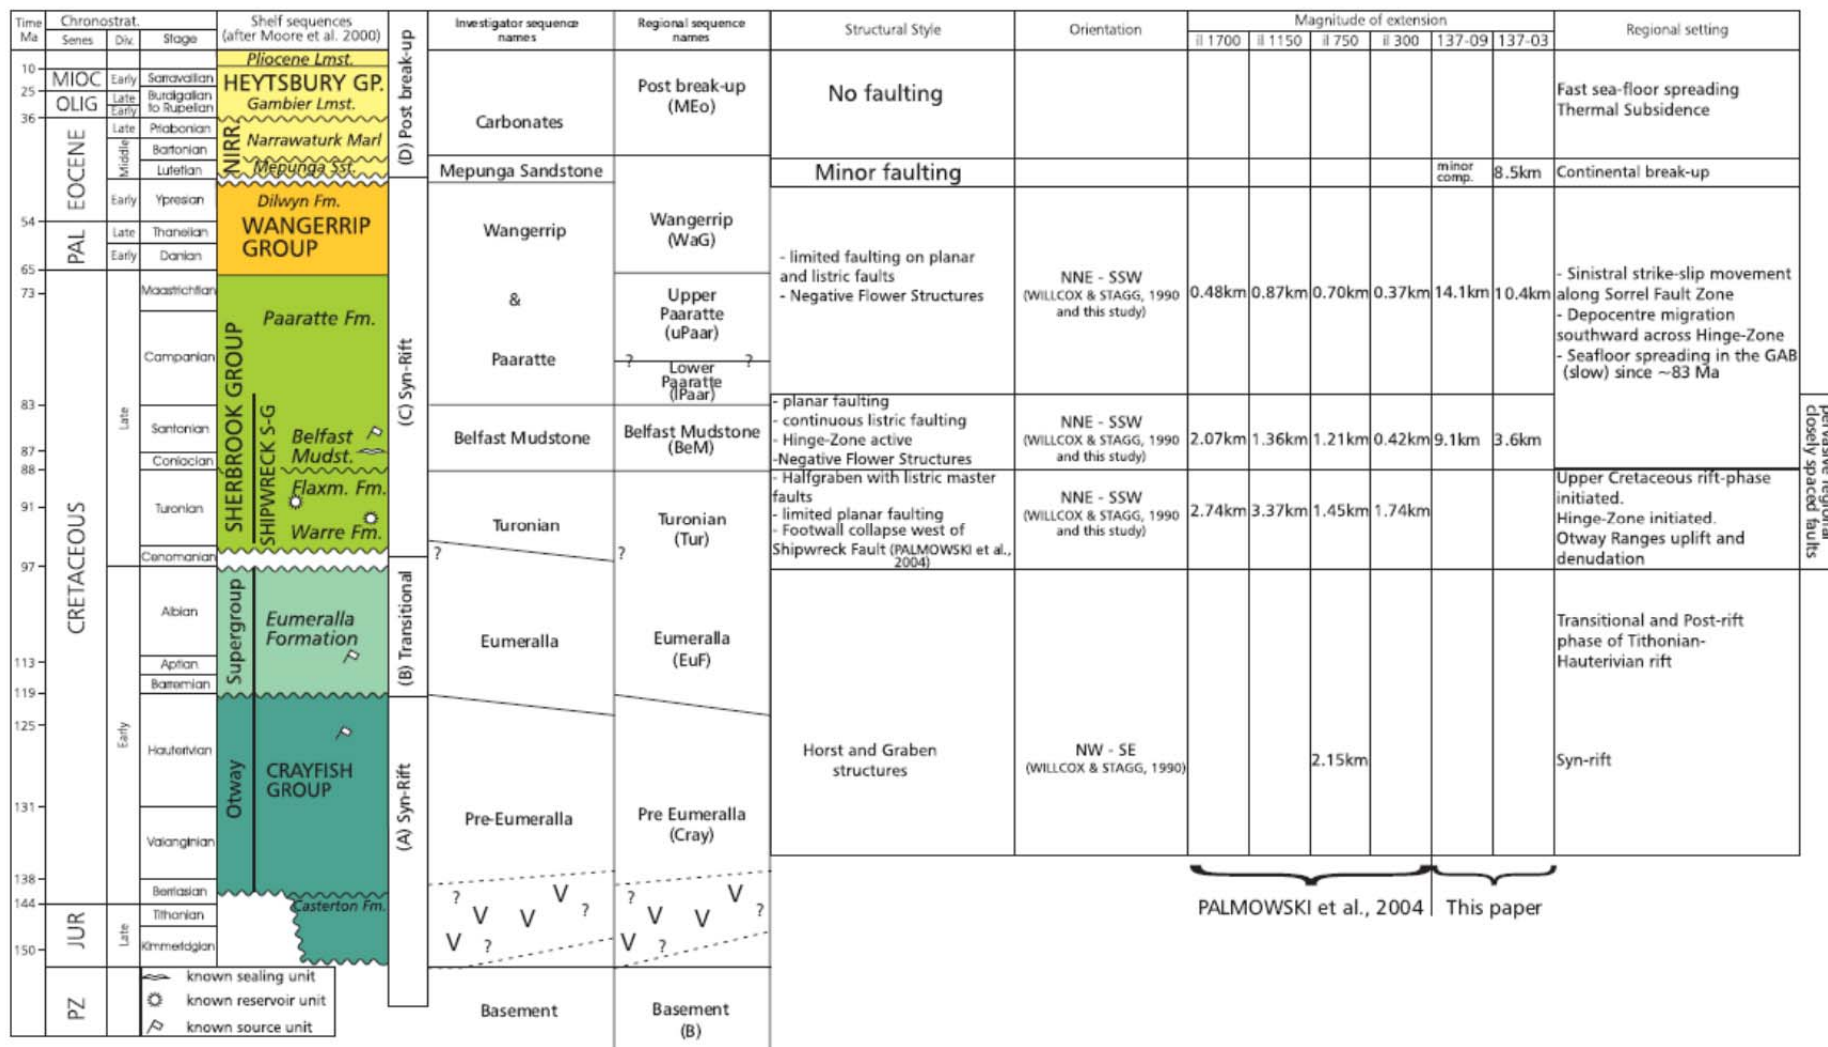 Time
Ma
Chronostrat.
Series
Div.
Stage
Shelf sequences
(after Moore et al. 2000)
Investigator sequence
names
Regional sequence
names
Structural Style
Orientation
Magnitude of extension
il 1700
il 1150
il 750
il 300
137-09
137-03
Regional setting
10
25
36
54
65
73
83
87
88
91
97
113
119
125
131
138
144
150
MIOC
OLIG
EOCENE
PAL
CRETACEOUS
JUR
PZ
Early
Late
Early
Late
Middle
Early
Late
Early
Late
Early
Late
Serravallian
Burdigalian
to Rupelian
Priabonian
Bartonian
Lutetian
Ypresian
Thanetian
Danian
Maastrichtian
Campanian
Santonian
Coniacian
Turonian
Cenomanian
Albian
Aptian
Barremian
Hauterivian
Valanginian
Berriasian
Tithonian
Kimmeridgian
Pliocene Lmst.
HEYTSBURY GP.
Gambier Lmst.
NIRR.
Narrawaturk Marl
Mepunga Sst.
Dilwyn Fm.
WANGERRIP
GROUP
SHERBROOK GROUP
SHIPWRECK S-G
Paaratte Fm.
Belfast
Mudst.
Flaxm. Fm.
Warre Fm.
Otway Supergroup
Eumeralla
Formation
CRAYFISH
GROUP
Casterton Fm.
(D) Post break-up
(C) Syn-Rift
(B) Transitional
(A) Syn-Rift
Carbonates
Mepunga Sandstone
Wangerrip
&
Paaratte
Belfast Mudstone
Turonian
?
Eumeralla
Pre-Eumeralla
? V
V V ?
V ?
Basement
Post break-up
(MEo)
Wangerrip
(WaG)
Upper
Paaratte
(uPaar)
? ?
Lower
Paaratte
(lPaar)
Belfast Mudstone
(BeM)
Turonian
(Tur)
?
Eumeralla
(EuF)
Pre Eumeralla
(Cray)
? V
V V ?
V ?
Basement
(B)
No faulting
Fast sea-floor spreading
Thermal Subsidence
Minor faulting
minor
comp.
8.5km
Continental break-up
- limited faulting on planar
and listric faults
- Negative Flower Structures
NNE - SSW
(WILLCOX & STAGG, 1990
and this study)
0.48km
0.87km
0.70km
0.37km
14.1km
10.4km
- Sinistral strike-slip movement
along Sorrel Fault Zone
- Depocentre migration
southward across Hinge-Zone
- Seafloor spreading in the GAB
(slow) since ~83 Ma
- planar faulting
- continuous listric faulting
- Hinge-Zone active
-Negative Flower Structures
NNE - SSW
(WILLCOX & STAGG, 1990
and this study)
2.07km
1.36km
1.21km
0.42km
9.1km
3.6km
- Halfgraben with listric master
faults
- limited planar faulting
- Footwall collapse west of
Shipwreck Fault (PALMOWSKI et al.,
2004)
NNE - SSW
(WILLCOX & STAGG, 1990
and this study)
2.74km
3.37km
1.45km
1.74km
Upper Cretaceous rift-phase
initiated.
Hinge-Zone initiated.
Otway Ranges uplift and
denudation
pervasive regional
closely spaced faults
Transitional and Post-rift
phase of Tithonian-
Hauterivian rift
Horst and Graben
structures
NW - SE
(WILLCOX & STAGG, 1990)
2.15km
Syn-rift
PALMOWSKI et al., 2004
This paper
known sealing unit
known reservoir unit
known source unit